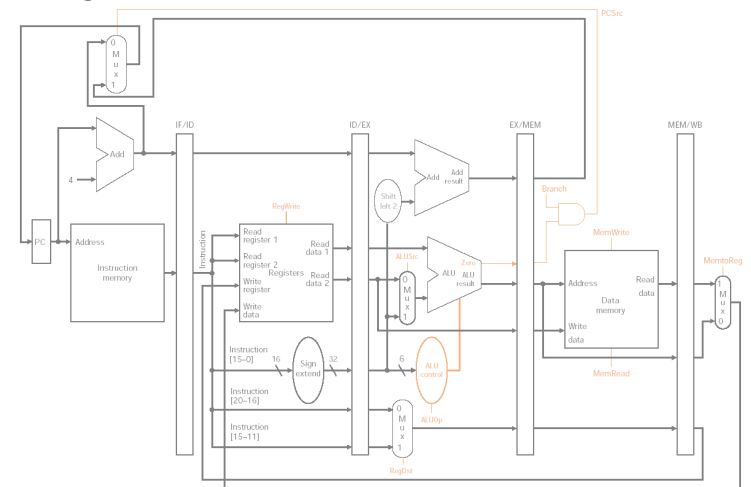 PCSrc
0
M
u
x
1
IF/ID
ID/EX
EX/MEM
MEM/WB
Add
4
Add
Add
result
Shift
left 2
Branch
RegWrite
PC
Address
Instruction
memory
Instruction
Read
register 1
Read
register 2
Write
register
Write
data
Registers
Read
data 1
Read
data 2
ALUSrc
0
M
u
x
1
Zero
ALU
ALU
result
MemWrite
Address
Read
data
Data
memory
Write
data
MemRead
MemtoReg
1
M
u
x
0
Instruction
[15–0]
16
Sign
extend
32
6
ALU
control
ALUOp
Instruction
[20–16]
Instruction
[15–11]
0
M
u
x
1
RegDst